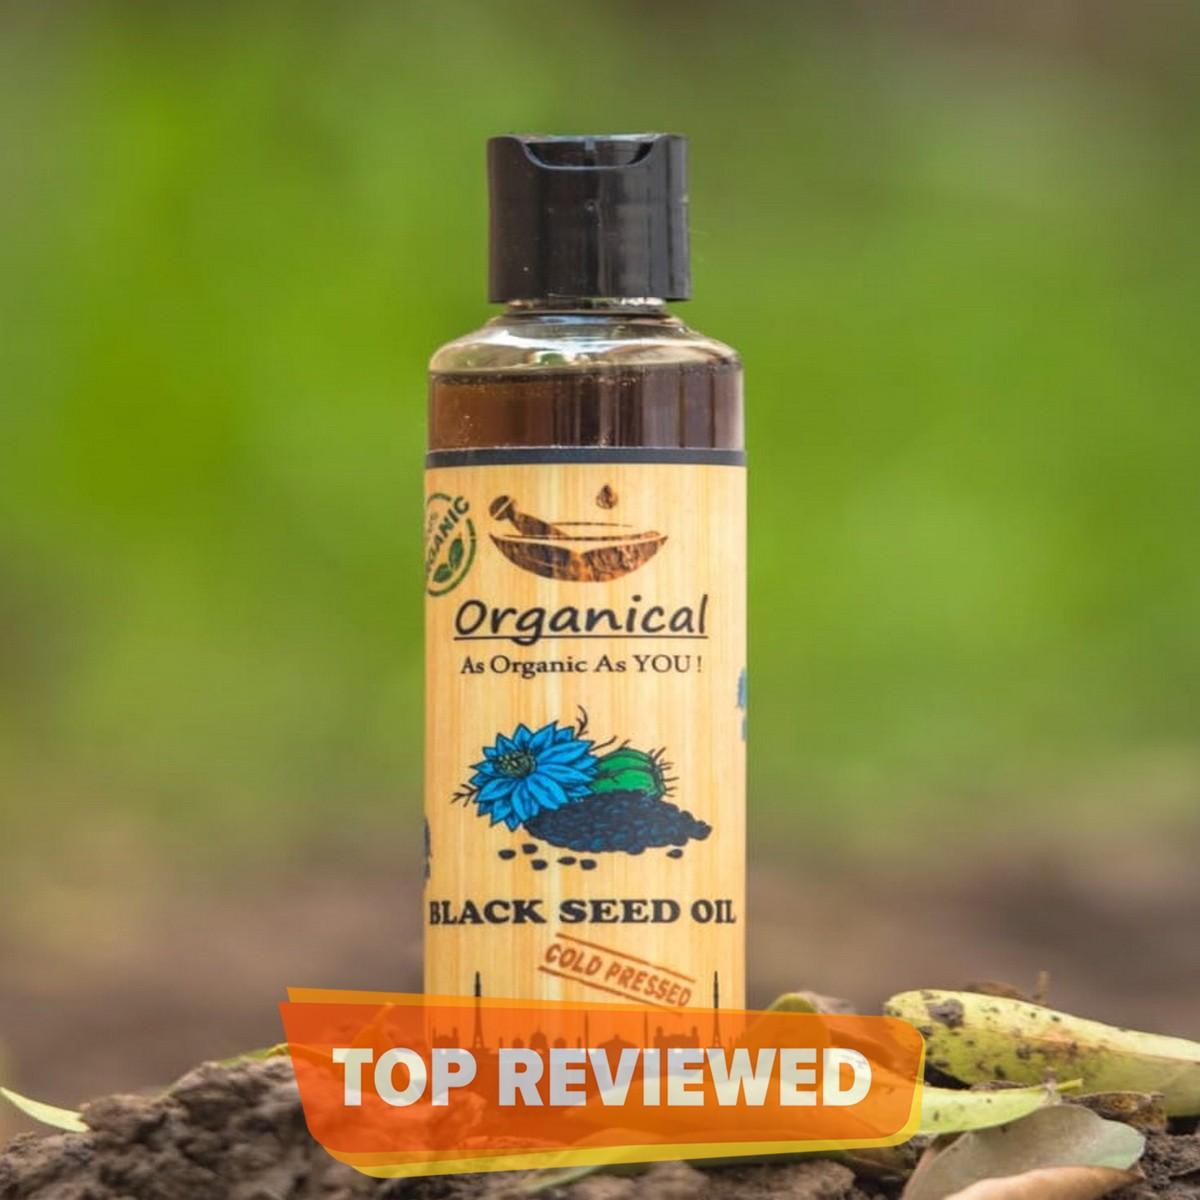 ORGANIC
Organical
As Organic As YOU!
BLACK SEED OIL
COLD PRESSED
TOP REVIEWED